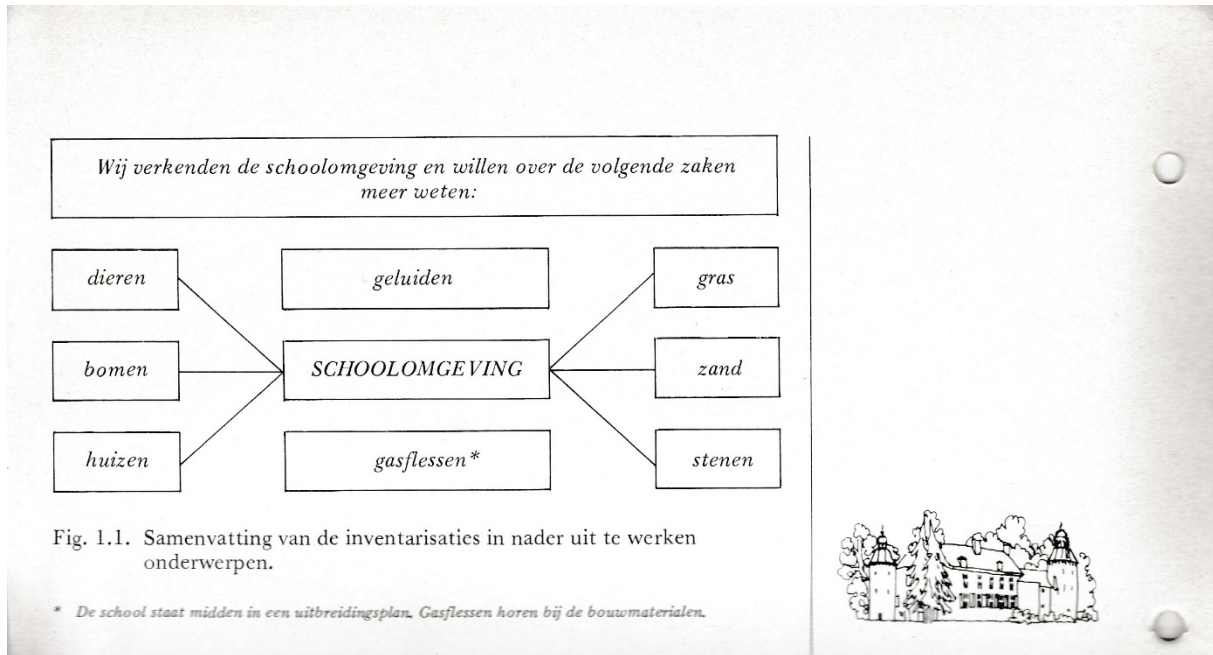 Wij verkenden de schoolomgeving en willen over de volgende zaken
meer weten:
dieren
geluiden
gras
bomen
SCHOOLOMGEVING
zand
huizen
gasflessen*
stenen
Fig. 1.1. Samenvatting van de inventarisaties in nader uit te werken
onderwerpen.
* De school staat midden in een uitbreidingsplan. Gasflessen horen bij de bouwmaterialen.